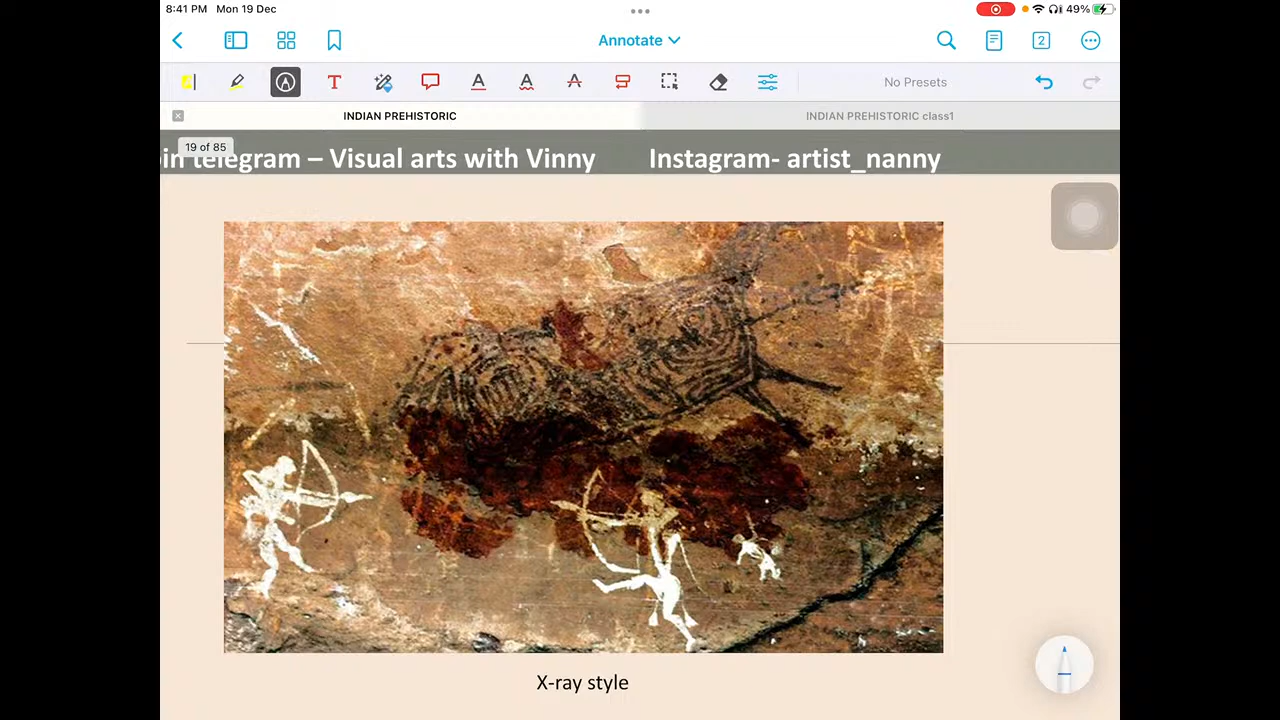 8:41 PM Mon 19 Dec
49%
Annotate
2
T
A
A
A
No Presets
INDIAN PREHISTORIC
INDIAN PREHISTORIC class1
19 of 85
in telegram – Visual arts with Vinny Instagram- artist_nanny
X-ray style